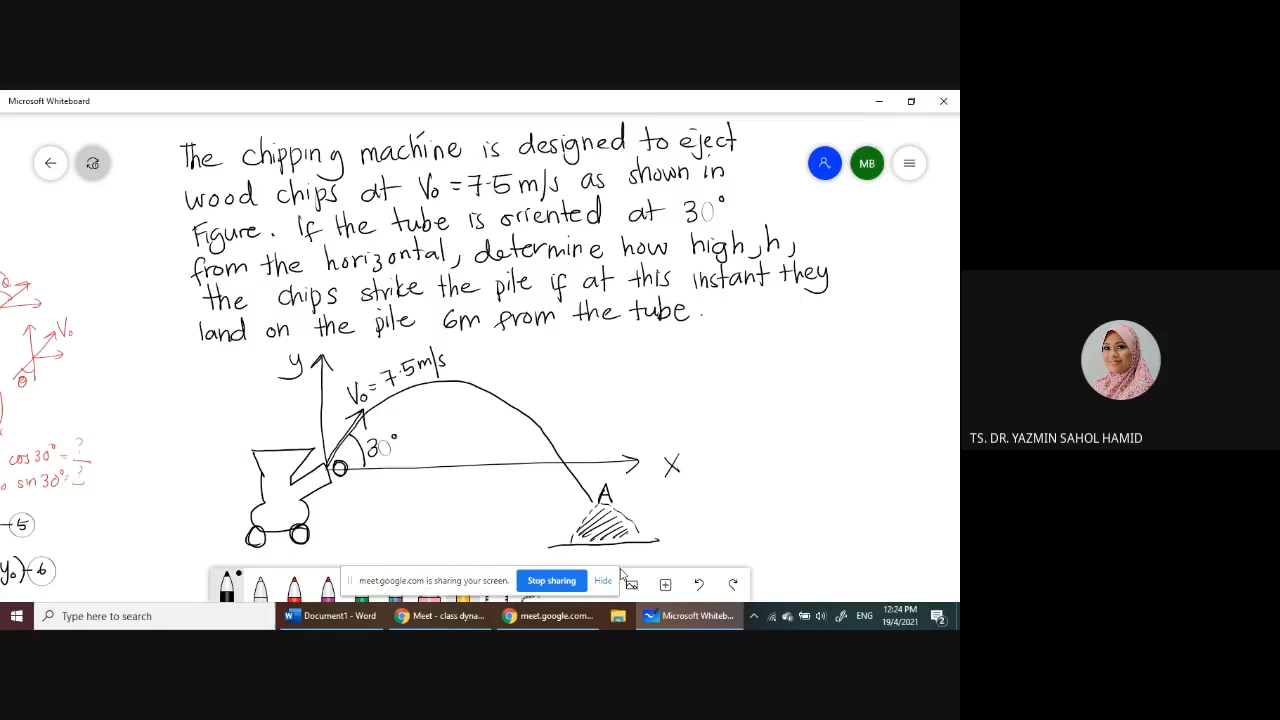 Microsoft Whiteboard
The chipping machine is designed to eject
wood chips at V₀ = 7.5 m/s as shown in
Figure. If the tube is oriented at 30°
from the horizontal, determine how high, h,
the chips strike the pile if at this instant they
land on the pile 6m from the tube.
MB
V₀
θ
cos 30° = ?
sin 30° = ?
-⑤
y₀)-⑥
y
V₀ = 7.5 m/s
30°
X
A
meet.google.com is sharing your screen.
Stop sharing
Hide
Type here to search
Document1 - Word
Meet - class dyna...
meet.google.com...
Microsoft Whiteb...
ENG
12:24 PM
19/4/2021
2
TS. DR. YAZMIN SAHOL HAMID